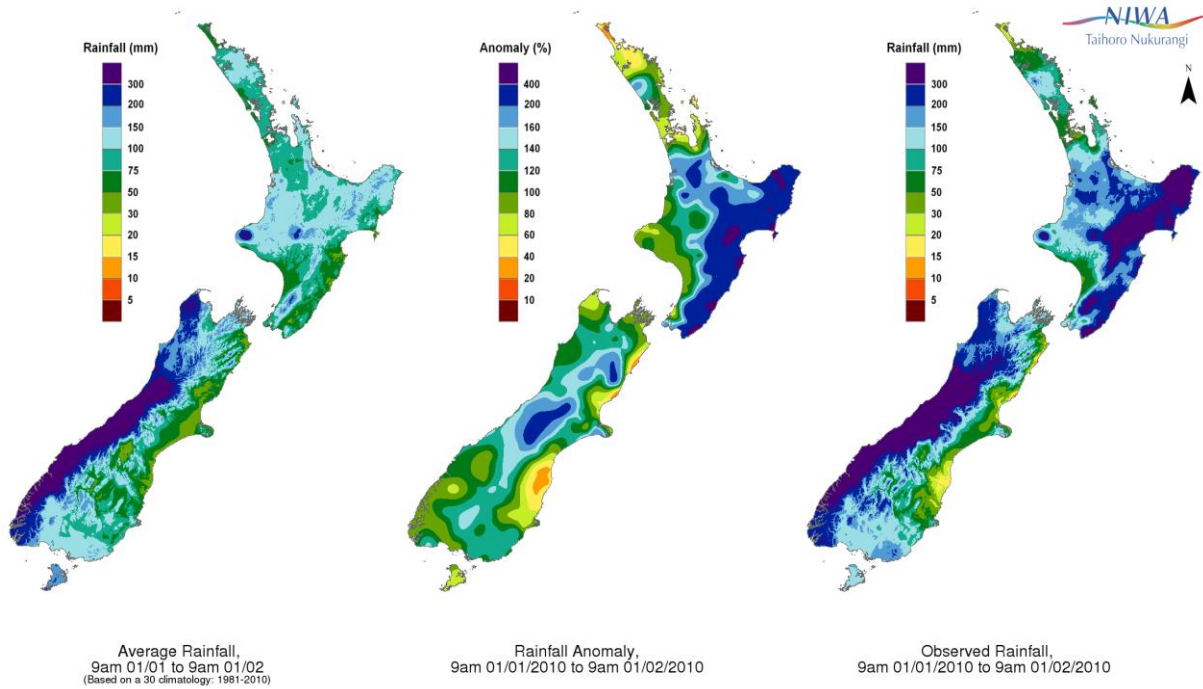 NIWA
Taihoro Nukurangi
N
Rainfall (mm)
300
200
150
100
75
50
30
20
15
10
5
Anomaly (%)
400
200
160
140
120
100
80
60
40
20
10
Rainfall (mm)
300
200
150
100
75
50
30
20
15
10
5
Average Rainfall,
9am 01/01 to 9am 01/02
(Based on a 30 climatology: 1981-2010)
Rainfall Anomaly,
9am 01/01/2010 to 9am 01/02/2010
Observed Rainfall,
9am 01/01/2010 to 9am 01/02/2010